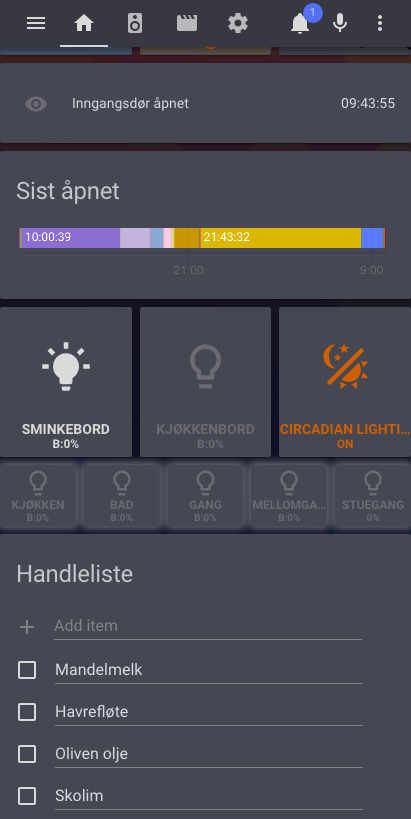 1
Inngangsdør åpnet 09:43:55
Sist åpnet
10:00:39 21:43:32
21:00 9:00
SMINKEBORD KJØKKENBORD CIRCADIAN LIGHTI...
B:0% B:0% ON
KJØKKEN BAD GANG MELLOMGA... STUEGANG
B:0% B:0% B:0% B:0% 0%
Handleliste
Add item
Mandelmelk
Havrefløte
Oliven olje
Skolim